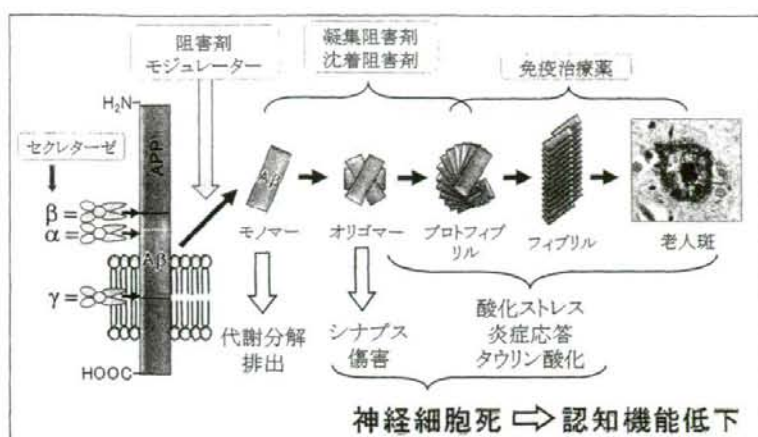 阻害剤
モジュレーター
凝集阻害剤
沈着阻害剤
免疫治療薬
H₂N
セクレターゼ
APP
β
α
Aβ
γ
HOOC
Aβ
モノマー
オリゴマー
プロトフィブ
リル
フィブリル
老人斑
代謝分解
排出
シナプス
傷害
酸化ストレス
炎症応答
タウリン酸化
神経細胞死 ⇨ 認知機能低下